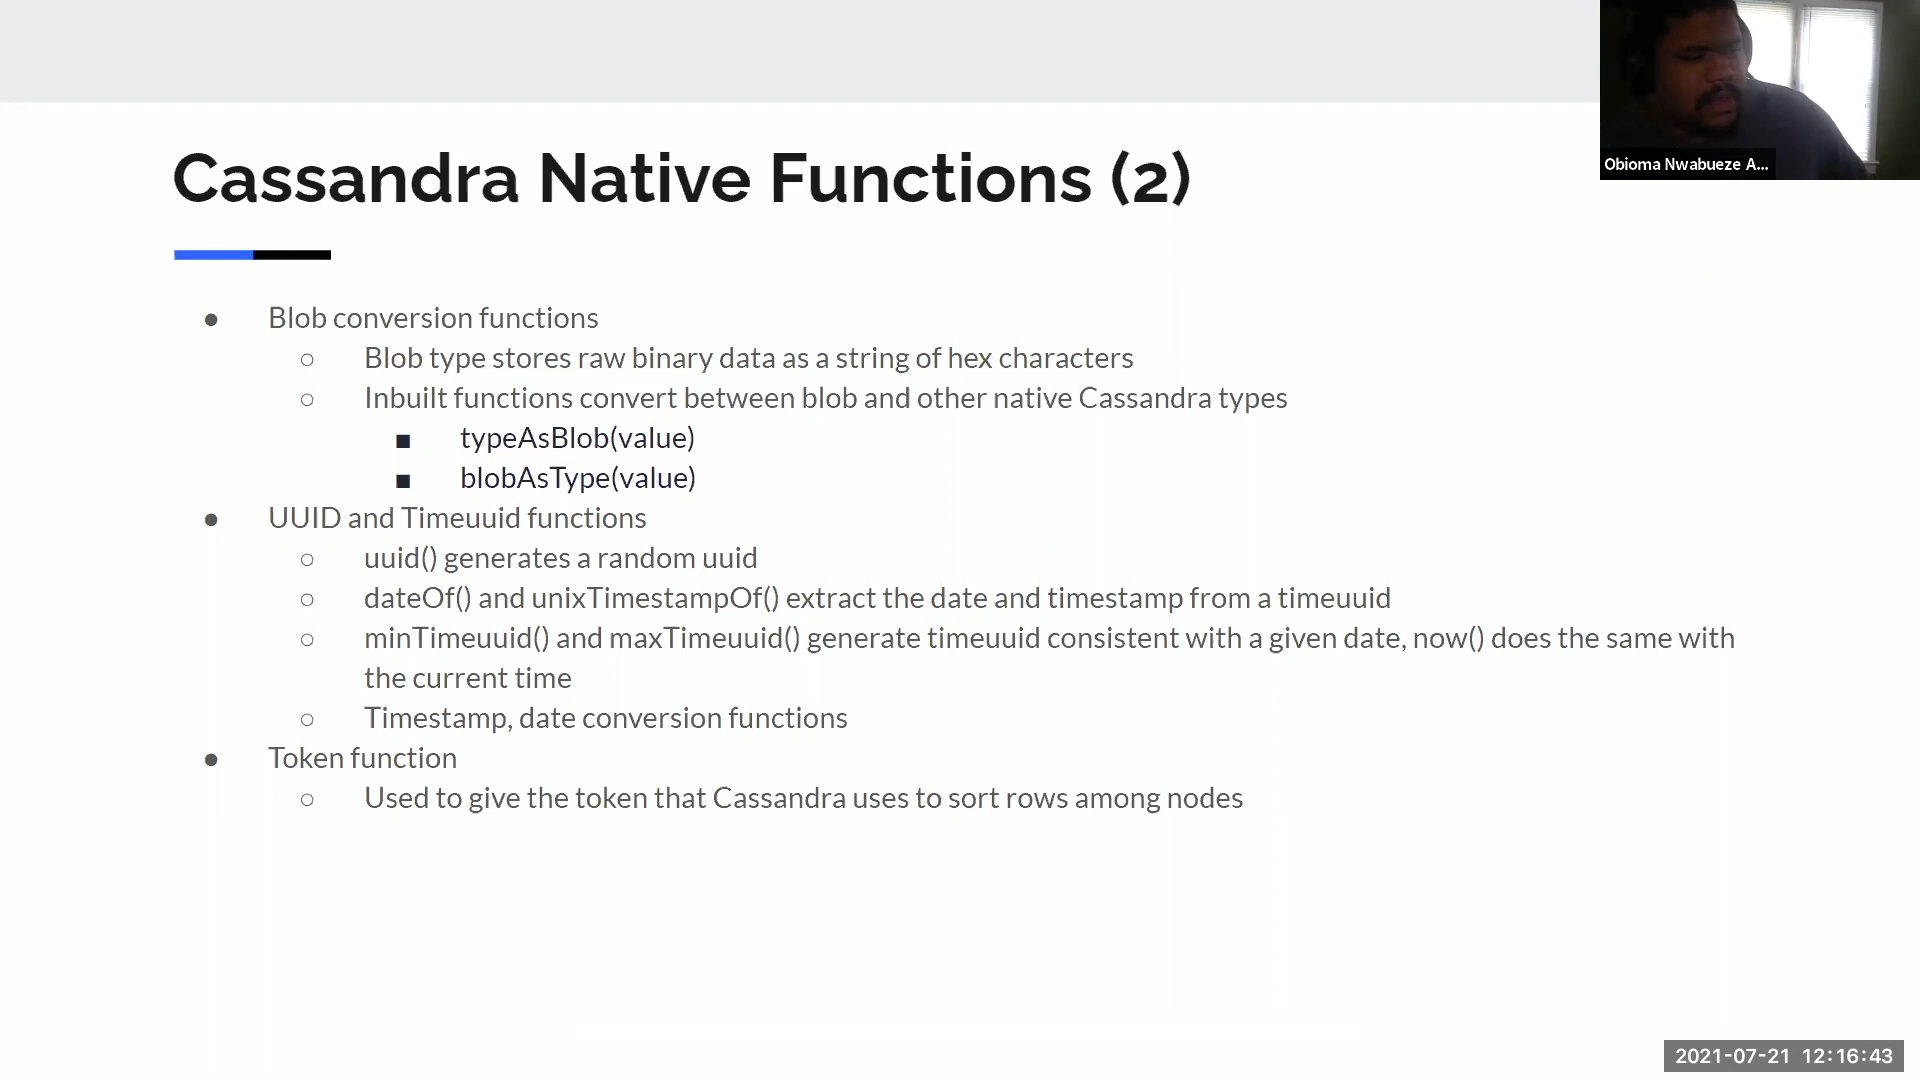 Obioma Nwabueze A...
Cassandra Native Functions (2)
● Blob conversion functions
○ Blob type stores raw binary data as a string of hex characters
○ Inbuilt functions convert between blob and other native Cassandra types
■ typeAsBlob(value)
■ blobAsType(value)
● UUID and Timeuuid functions
○ uuid() generates a random uuid
○ dateOf() and unixTimestampOf() extract the date and timestamp from a timeuuid
○ minTimeuuid() and maxTimeuuid() generate timeuuid consistent with a given date, now() does the same with
the current time
○ Timestamp, date conversion functions
● Token function
○ Used to give the token that Cassandra uses to sort rows among nodes
2021-07-21 12:16:43